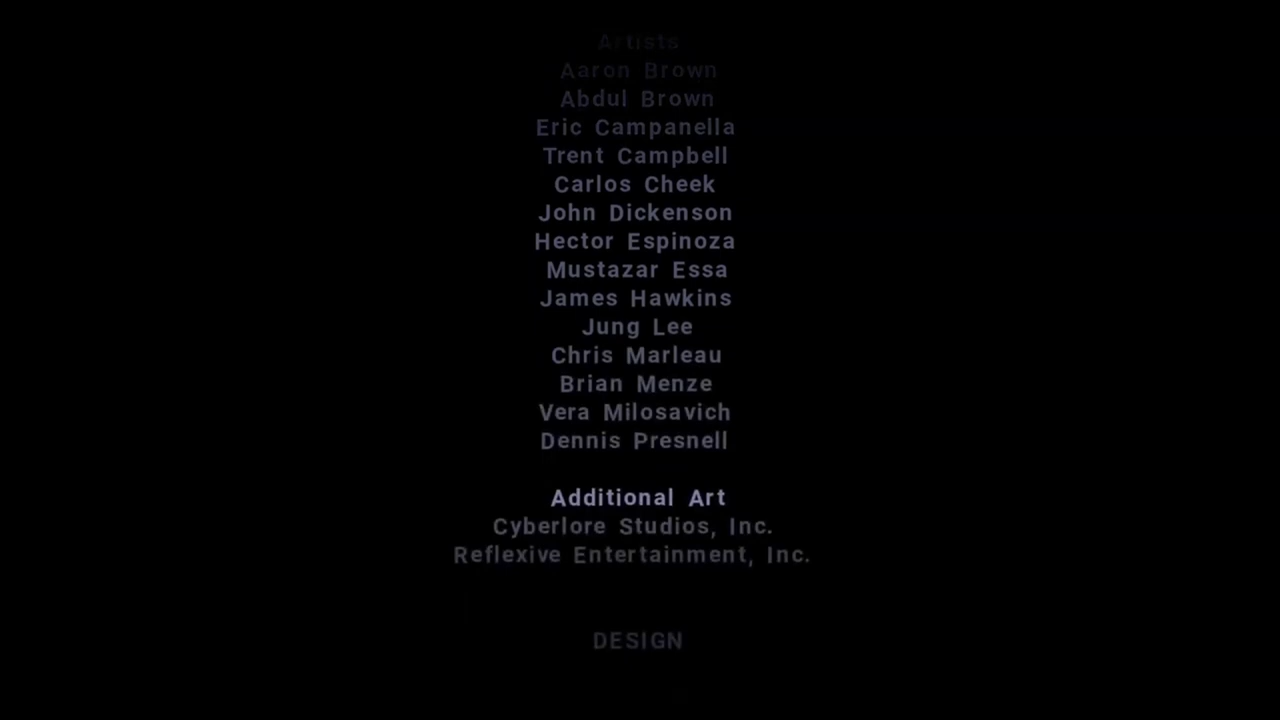 Artists
Aaron Brown
Abdul Brown
Eric Campanella
Trent Campbell
Carlos Cheek
John Dickenson
Hector Espinoza
Mustazar Essa
James Hawkins
Jung Lee
Chris Marleau
Brian Menze
Vera Milosavich
Dennis Presnell
Additional Art
Cyberlore Studios, Inc.
Reflexive Entertainment, Inc.
DESIGN